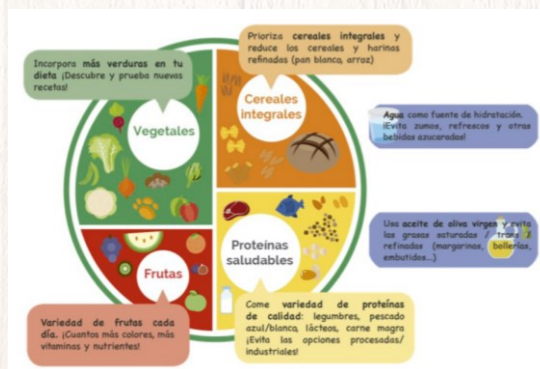 Incorpora más verduras en tu
dieta ¡Descubre y prueba nuevas
recetas!
Prioriza cereales integrales y
reduce los cereales y harinas
refinadas (pan blanco, arroz)
Vegetales
Cereales
integrales
Agua como fuente de hidratación.
¡Evita zumos, refrescos y otras
bebidas azucaradas!
Usa aceite de oliva virgen y evita
las grasas saturadas / trans /
refinadas (margarinas, bollerías,
embutidos...)
Frutas
Proteínas
saludables
Variedad de frutas cada
día. ¡Cuantos más colores, más
vitaminas y nutrientes!
Come variedad de proteínas
de calidad: legumbres, pescado
azul/blanco, lácteos, carne magra
¡Evita las opciones procesadas/
industriales!